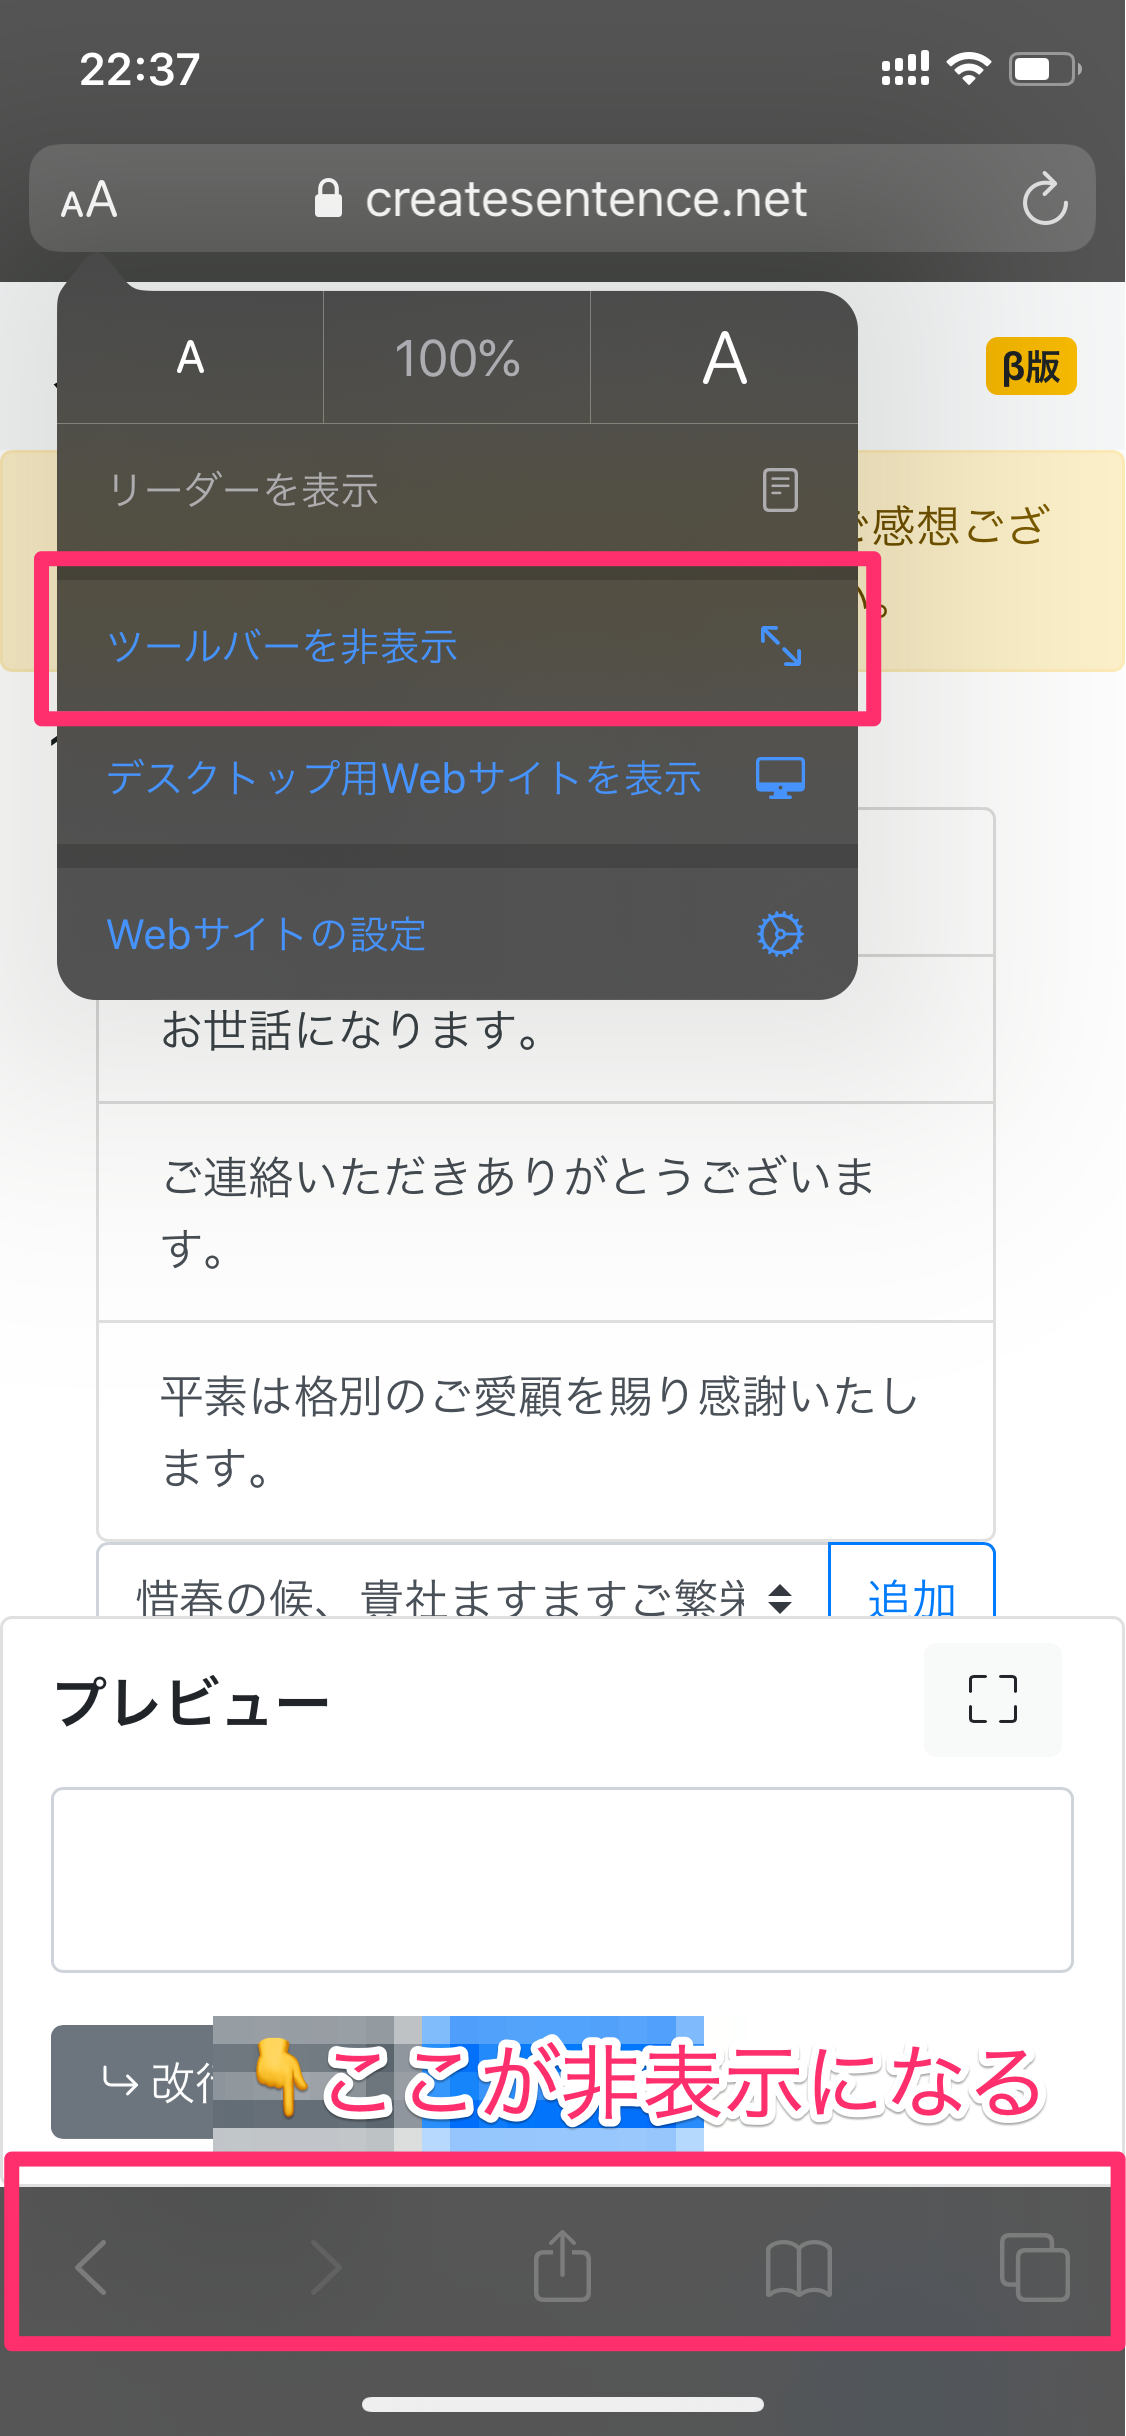 22:37
AA createsentence.net
A 100% A
β版
リーダーを表示
感想ござ
ツールバーを非表示
い。
デスクトップ用Webサイトを表示
Webサイトの設定
お世話になります。
ご連絡いただきありがとうございま
す。
平素は格別のご愛顧を賜り感謝いたし
ます。
惜春の候、貴社ますますご繁栄
追加
プレビュー
改行
👇ここが非表示になる